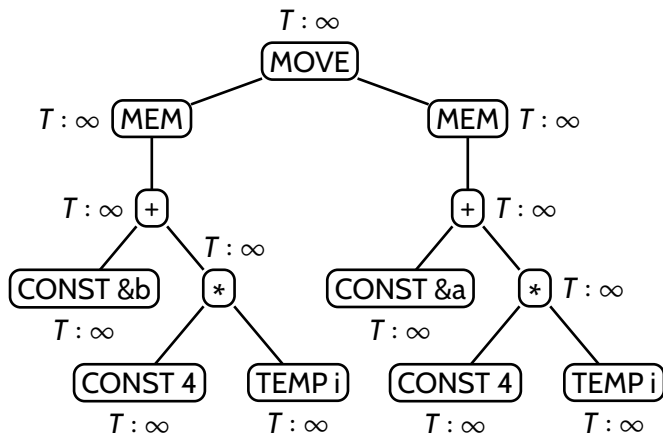 T : ∞
MOVE
T : ∞ MEM MEM T : ∞
T : ∞ + + T : ∞
T : ∞
CONST &b * CONST &a * T : ∞
T : ∞ T : ∞
CONST 4 TEMP i CONST 4 TEMP i
T : ∞ T : ∞ T : ∞ T : ∞